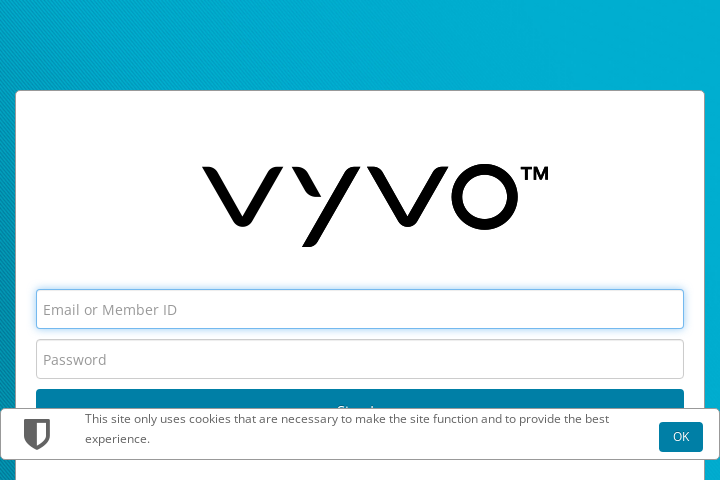 vyvo™
Email or Member ID
Password
This site only uses cookies that are necessary to make the site function and to provide the best
experience.
OK